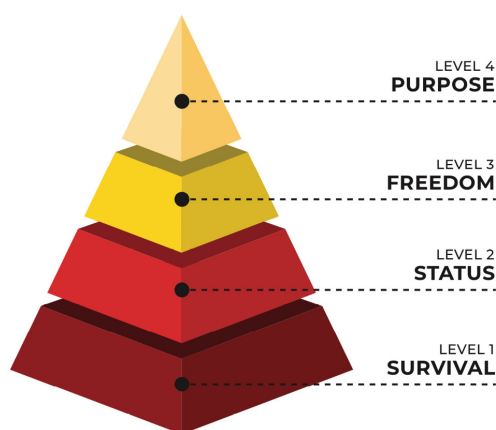 LEVEL 4
PURPOSE
LEVEL 3
FREEDOM
LEVEL 2
STATUS
LEVEL 1
SURVIVAL